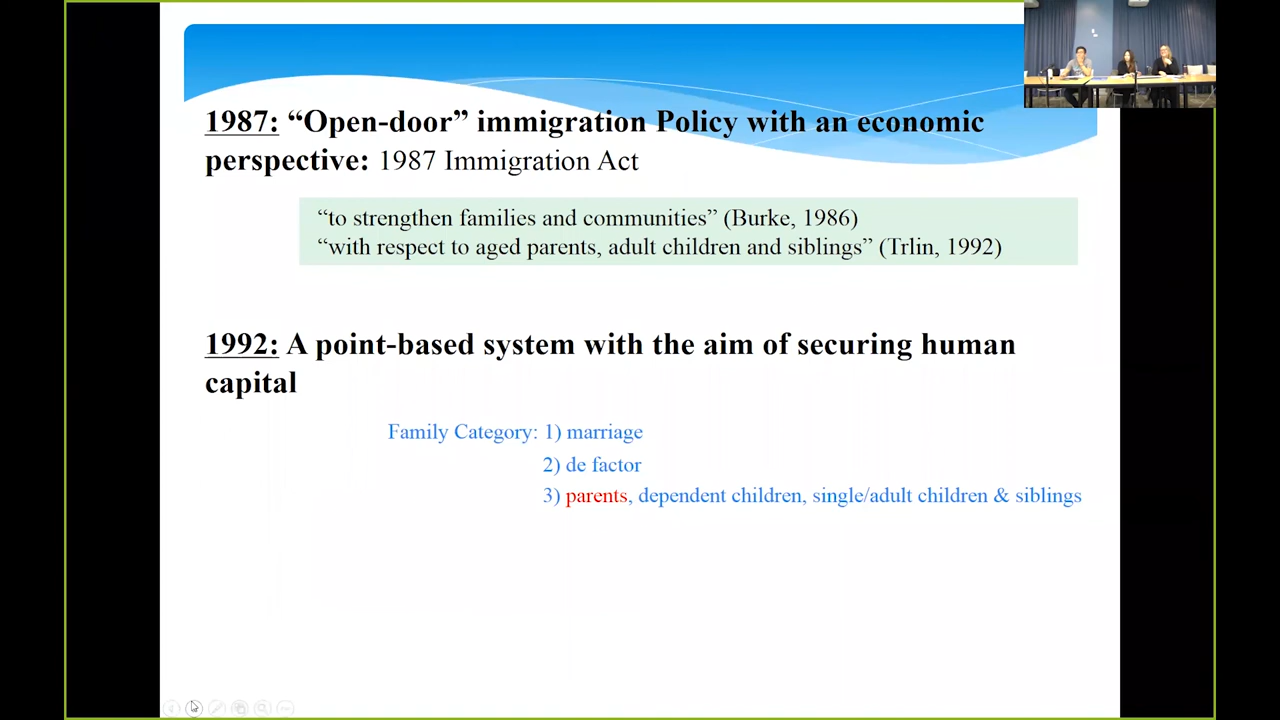 1987: “Open-door” immigration Policy with an economic
perspective: 1987 Immigration Act
“to strengthen families and communities” (Burke, 1986)
“with respect to aged parents, adult children and siblings” (Trlin, 1992)
1992: A point-based system with the aim of securing human
capital
Family Category: 1) marriage
2) de factor
3) parents, dependent children, single/adult children & siblings